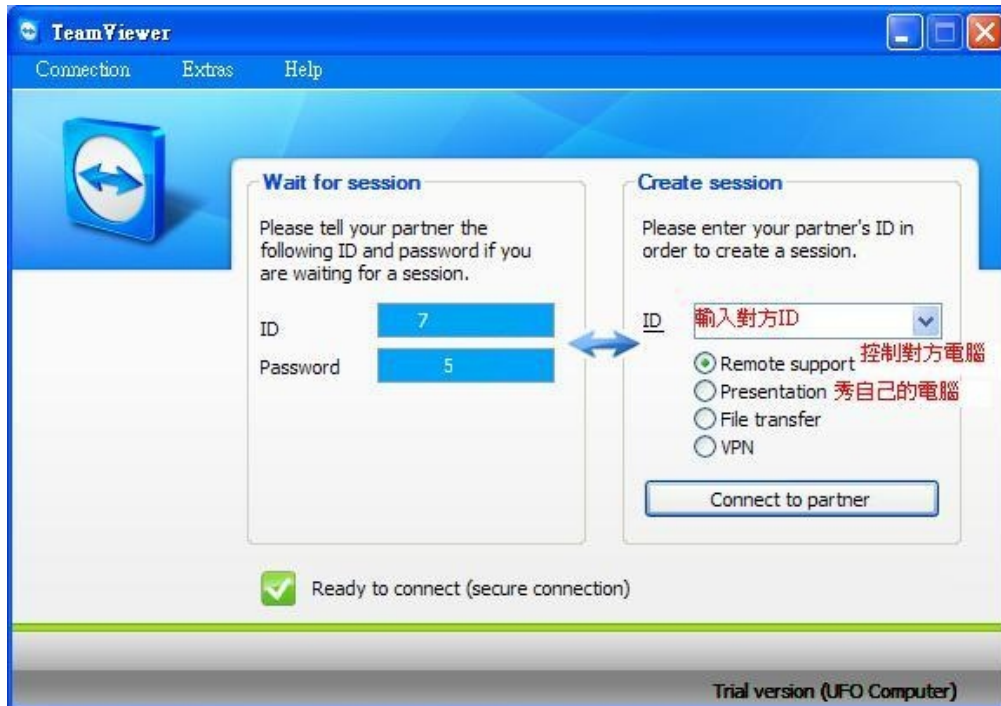 TeamViewer
Connection Extras Help
Wait for session
Please tell your partner the
following ID and password if you
are waiting for a session.
ID 7
Password 5
Create session
Please enter your partner's ID in
order to create a session.
ID 輸入對方ID
Remote support 控制對方電腦
Presentation 秀自己的電腦
File transfer
VPN
Connect to partner
Ready to connect (secure connection)
Trial version (UFO Computer)